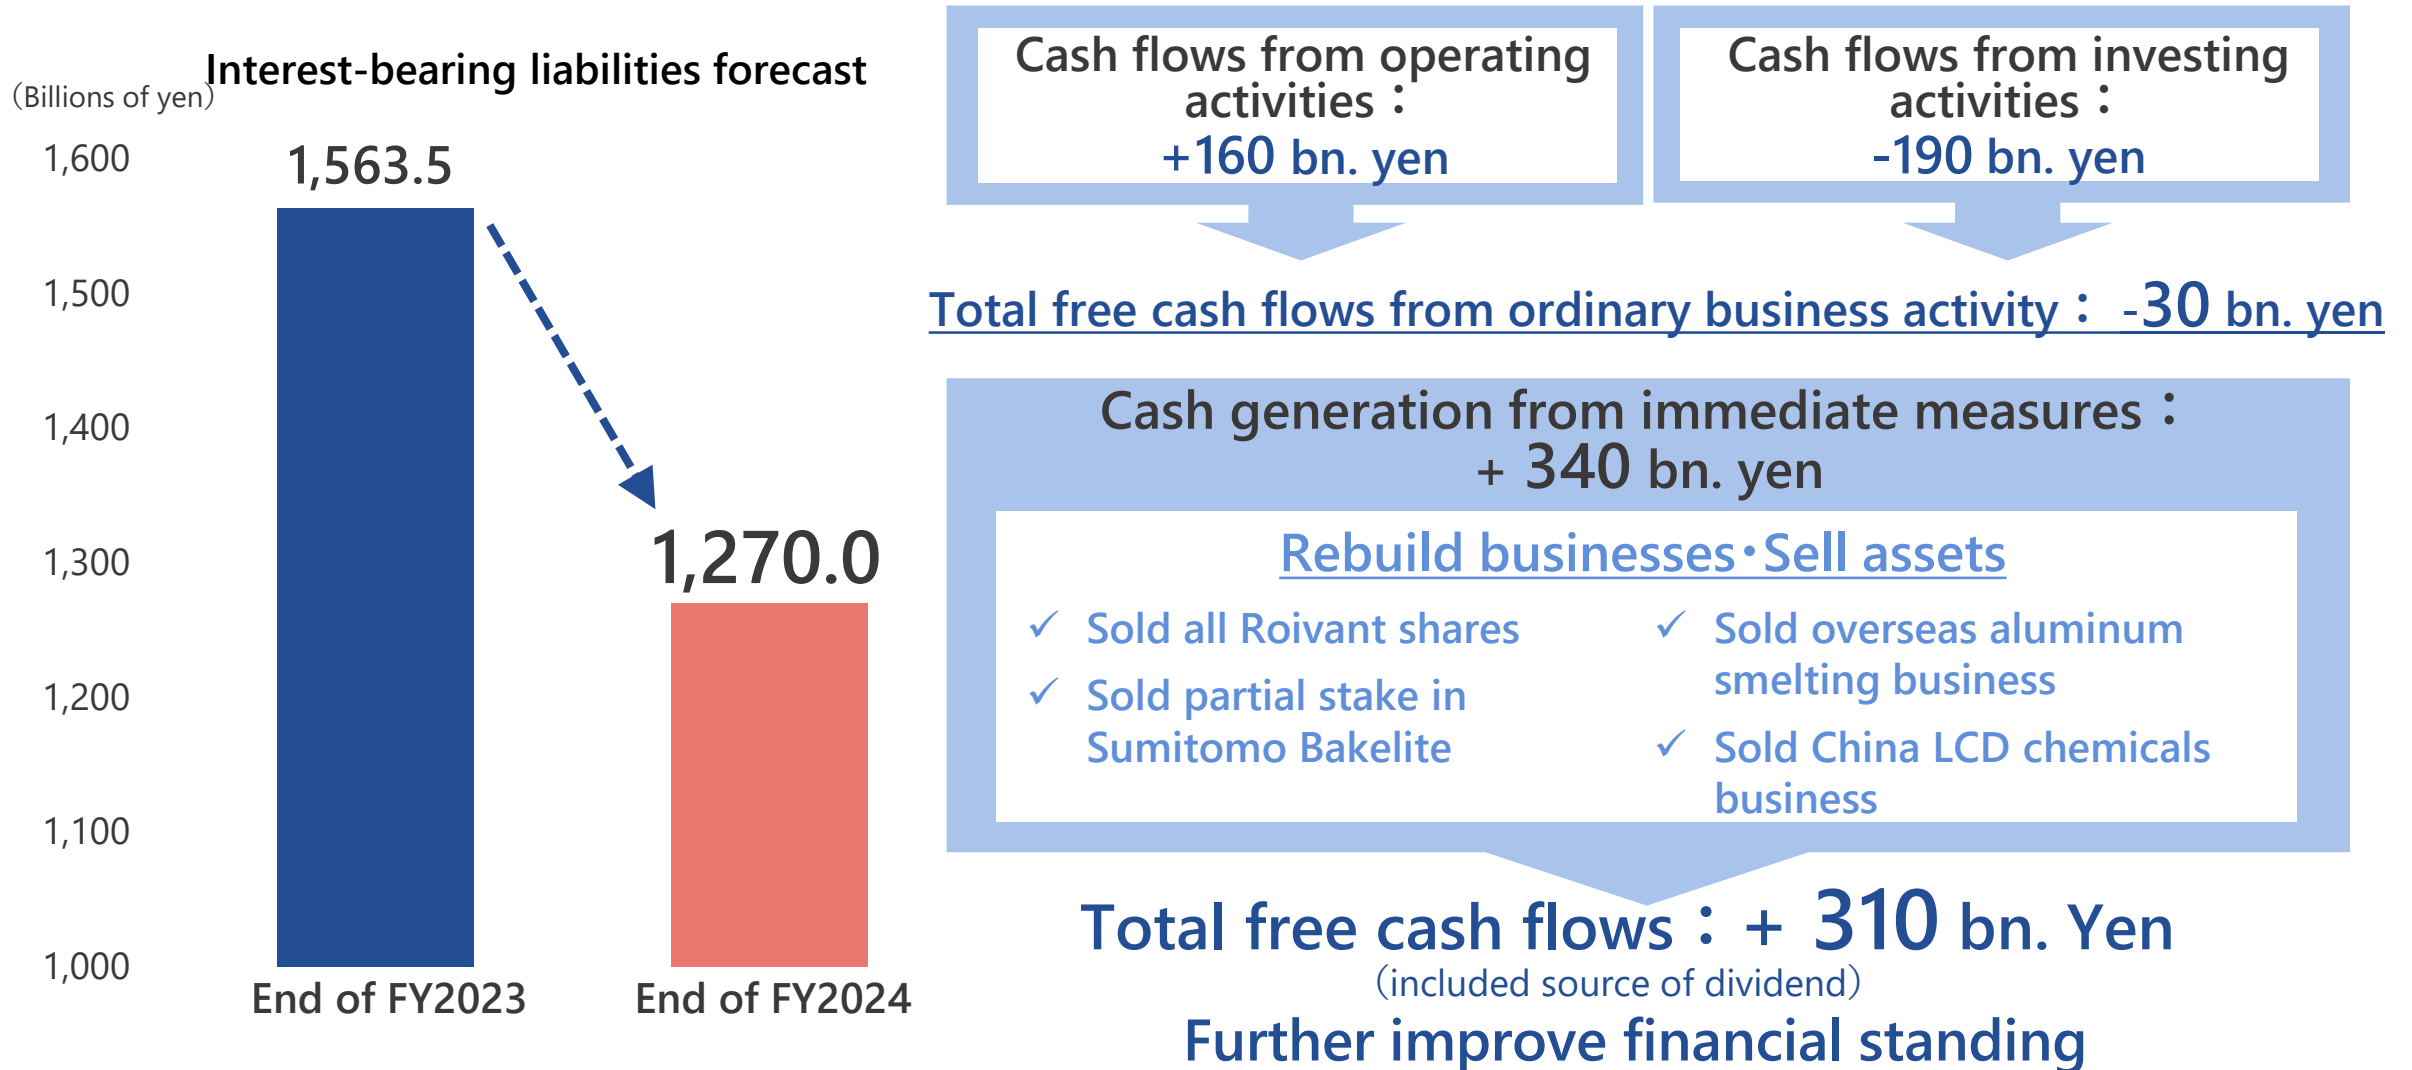 Interest-bearing liabilities forecast
（Billions of yen）
1,600
1,500
1,400
1,300
1,200
1,100
1,000
1,563.5
1,270.0
End of FY2023
End of FY2024
Cash flows from operating
activities：
+160 bn. yen
Cash flows from investing
activities：
-190 bn. yen
Total free cash flows from ordinary business activity： -30 bn. yen
Cash generation from immediate measures：
+ 340 bn. yen
Rebuild businesses・Sell assets
✓ Sold all Roivant shares
✓ Sold partial stake in
Sumitomo Bakelite
✓ Sold overseas aluminum
smelting business
✓ Sold China LCD chemicals
business
Total free cash flows：+ 310 bn. Yen
（included source of dividend）
Further improve financial standing